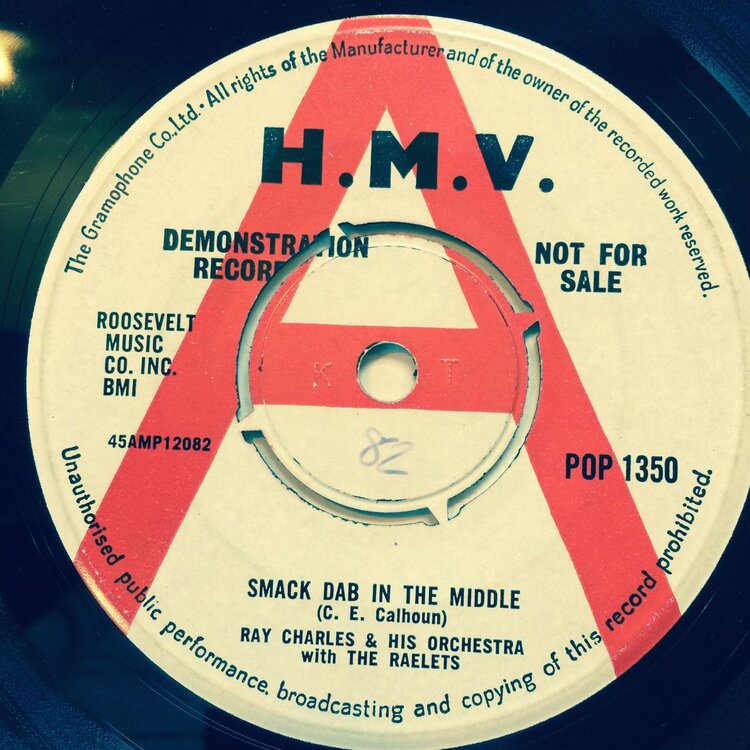 The Gramophone Co. Ltd. · All rights of the Manufacturer and of the owner of the recorded work reserved.
H.M.V.
DEMONSTRATION
RECORD
NOT FOR
SALE
ROOSEVELT
MUSIC
CO. INC.
BMI
K T
45AMP12082
82
POP 1350
SMACK DAB IN THE MIDDLE
(C. E. Calhoun)
RAY CHARLES & HIS ORCHESTRA
with THE RAELETS
Unauthorised public performance, broadcasting and copying of this record prohibited.